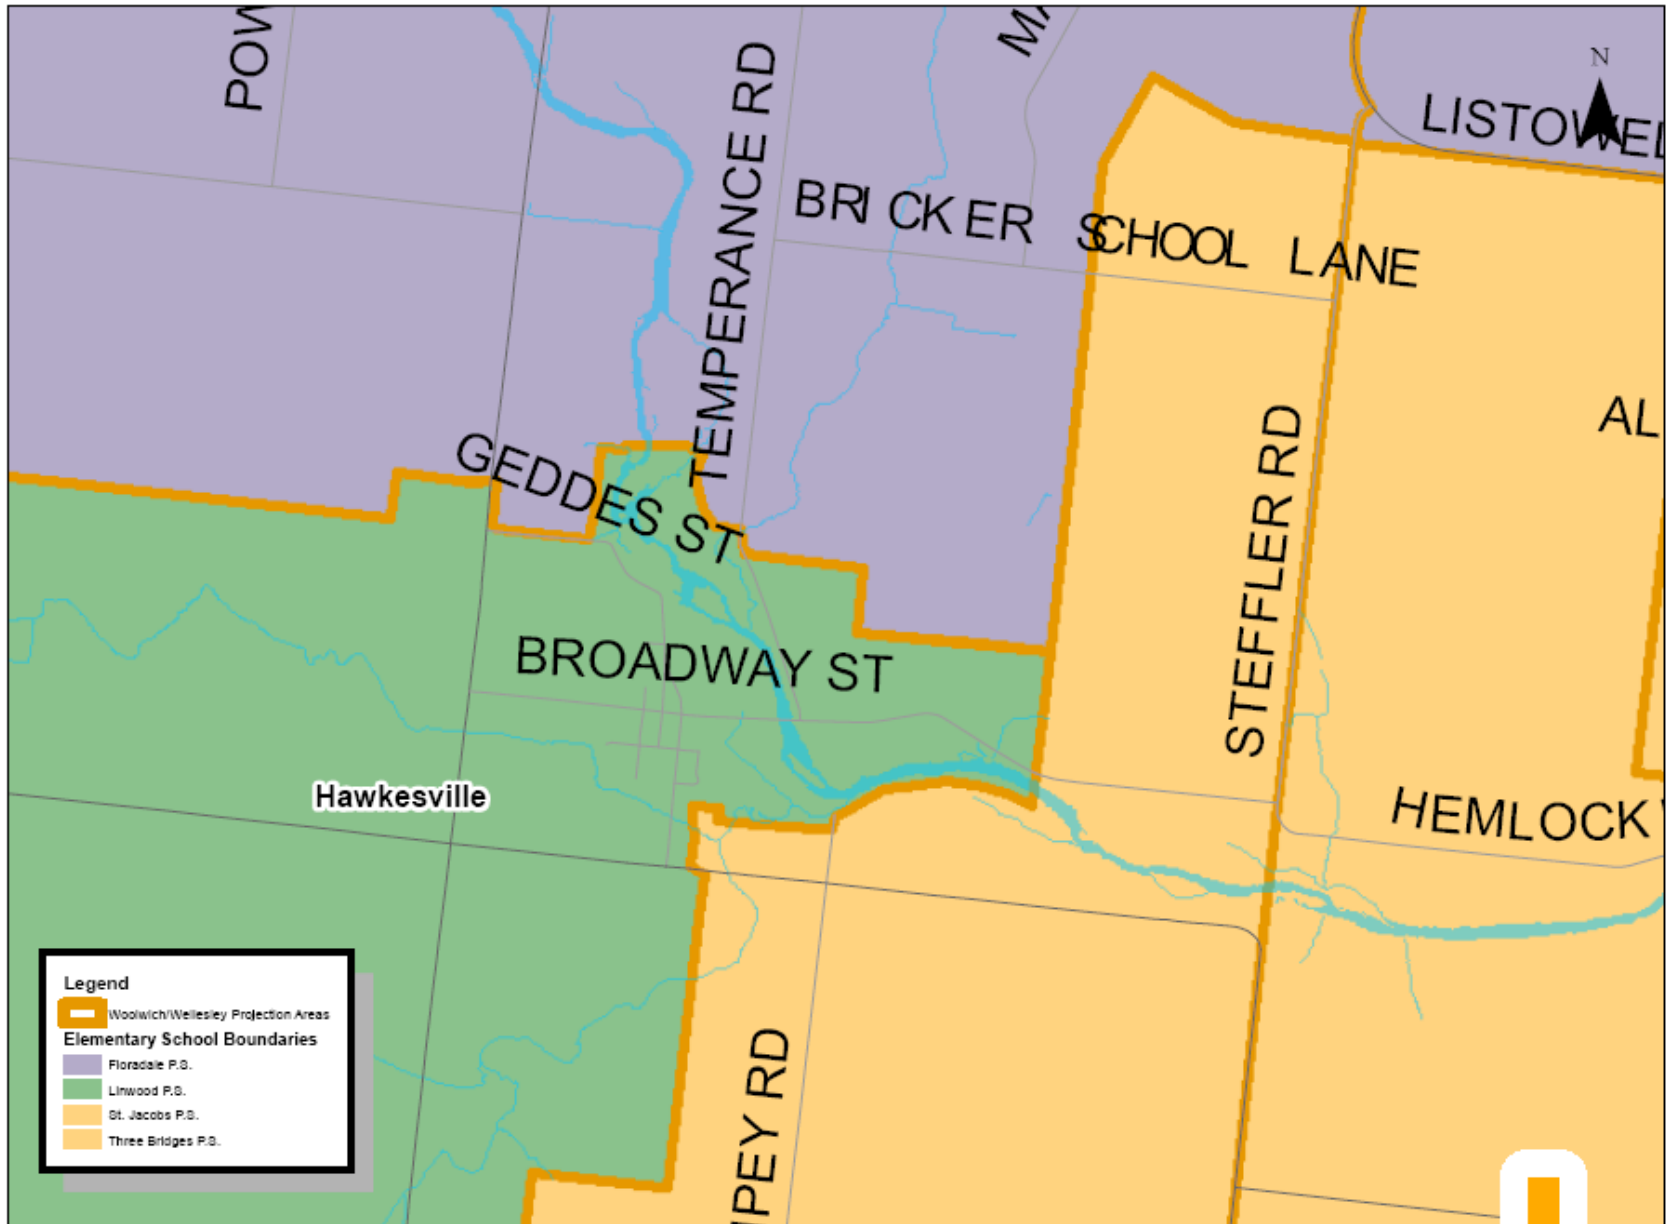 POW
TEMPERANCE RD
MA
N
LISTOWEL
BRICKER SCHOOL LANE
AL
GEDDES ST
STEFFLER RD
BROADWAY ST
Hawkesville
HEMLOCK
Legend
Woolwich/Wellesley Projection Areas
Elementary School Boundaries
Floradale P.S.
Linwood P.S.
St. Jacobs P.S.
Three Bridges P.S.
PEY RD